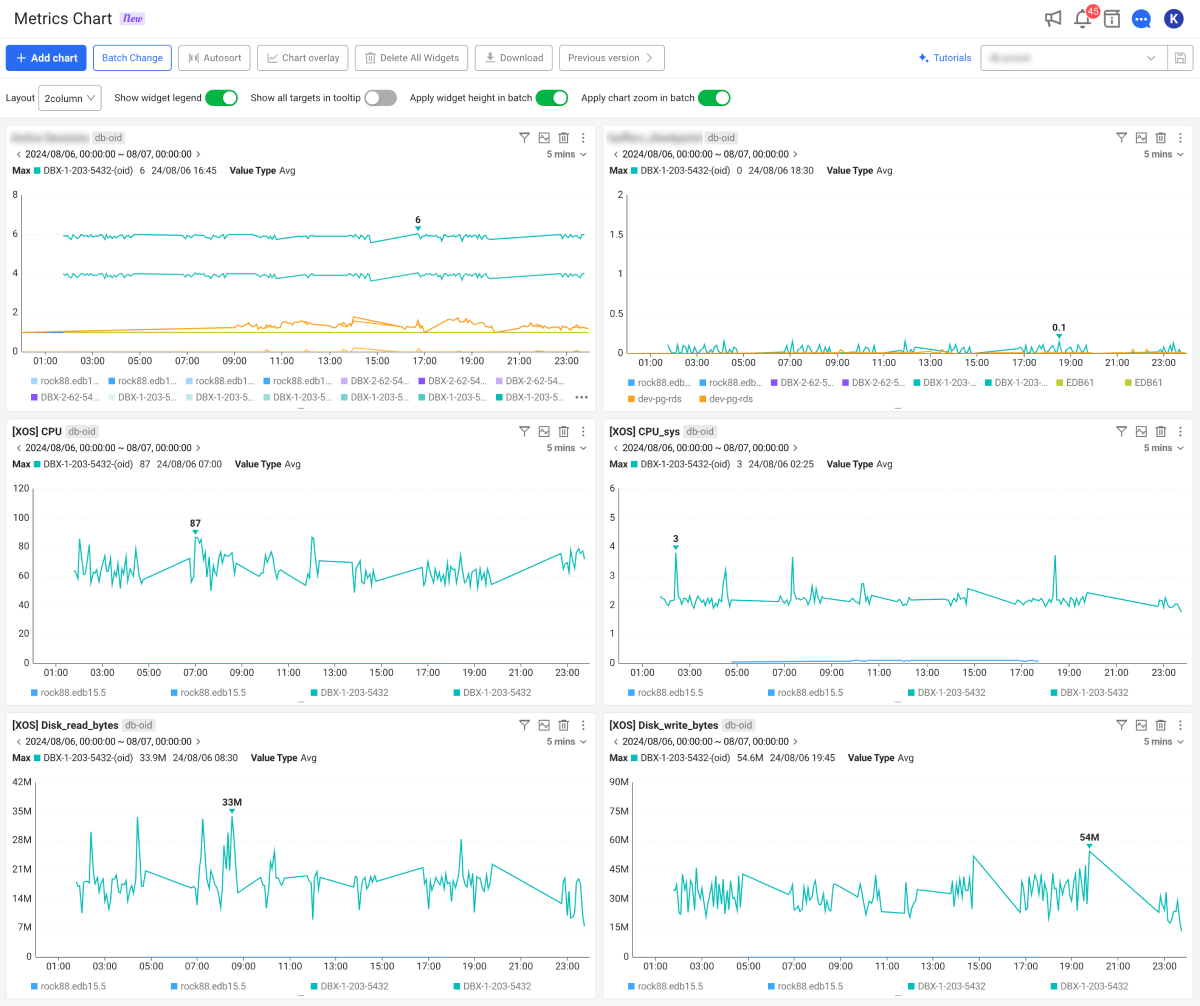 Metrics Chart New
45
K
+ Add chart Batch Change Autosort Chart overlay Delete All Widgets Download Previous version Tutorials
Layout 2column Show widget legend Show all targets in tooltip Apply widget height in batch Apply chart zoom in batch
db-oid
2024/08/06, 00:00:00 ~ 08/07, 00:00:00 5 mins
Max DBX-1-203-5432-(oid) 6 24/08/06 16:45 Value Type Avg
8
6
4
2
0
6
01:00 03:00 05:00 07:00 09:00 11:00 13:00 15:00 17:00 19:00 21:00 23:00
rock88.edb1... rock88.edb1... rock88.edb1... rock88.edb1... DBX-2-62-54... DBX-2-62-54... DBX-2-62-54...
DBX-2-62-54... DBX-1-203-5... DBX-1-203-5... DBX-1-203-5... DBX-1-203-5... DBX-1-203-5... DBX-1-203-5...
db-oid
2024/08/06, 00:00:00 ~ 08/07, 00:00:00 5 mins
Max DBX-1-203-5432-(oid) 0 24/08/06 18:30 Value Type Avg
2
1.5
1
0.5
0
0.1
01:00 03:00 05:00 07:00 09:00 11:00 13:00 15:00 17:00 19:00 21:00 23:00
rock88.edb... rock88.edb... DBX-2-62-5... DBX-2-62-5... DBX-1-203-... DBX-1-203-... EDB61 EDB61
dev-pg-rds dev-pg-rds
[XOS] CPU db-oid
2024/08/06, 00:00:00 ~ 08/07, 00:00:00 5 mins
Max DBX-1-203-5432-(oid) 87 24/08/06 07:00 Value Type Avg
120
100
80
60
40
20
0
87
01:00 03:00 05:00 07:00 09:00 11:00 13:00 15:00 17:00 19:00 21:00 23:00
rock88.edb15.5 rock88.edb15.5 DBX-1-203-5432 DBX-1-203-5432
[XOS] CPU_sys db-oid
2024/08/06, 00:00:00 ~ 08/07, 00:00:00 5 mins
Max DBX-1-203-5432-(oid) 3 24/08/06 02:25 Value Type Avg
6
5
4
3
2
1
0
3
01:00 03:00 05:00 07:00 09:00 11:00 13:00 15:00 17:00 19:00 21:00 23:00
rock88.edb15.5 rock88.edb15.5 DBX-1-203-5432 DBX-1-203-5432
[XOS] Disk_read_bytes db-oid
2024/08/06, 00:00:00 ~ 08/07, 00:00:00 5 mins
Max DBX-1-203-5432-(oid) 33.9M 24/08/06 08:30 Value Type Avg
42M
35M
28M
21M
14M
7M
0
33M
01:00 03:00 05:00 07:00 09:00 11:00 13:00 15:00 17:00 19:00 21:00 23:00
rock88.edb15.5 rock88.edb15.5 DBX-1-203-5432 DBX-1-203-5432
[XOS] Disk_write_bytes db-oid
2024/08/06, 00:00:00 ~ 08/07, 00:00:00 5 mins
Max DBX-1-203-5432-(oid) 54.6M 24/08/06 19:45 Value Type Avg
90M
75M
60M
45M
30M
15M
0
54M
01:00 03:00 05:00 07:00 09:00 11:00 13:00 15:00 17:00 19:00 21:00 23:00
rock88.edb15.5 rock88.edb15.5 DBX-1-203-5432 DBX-1-203-5432